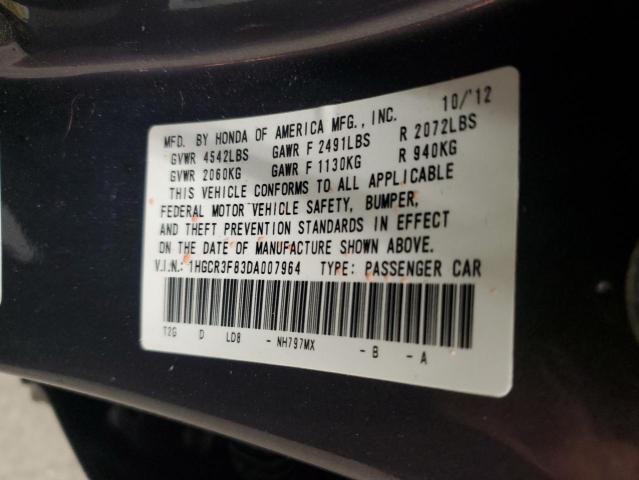 MFD. BY HONDA OF AMERICA MFG., INC. 10/'12
GVWR 4542LBS GAWR F 2491LBS R 2072LBS
GVWR 2060KG GAWR F 1130KG R 940KG
THIS VEHICLE CONFORMS TO ALL APPLICABLE
FEDERAL MOTOR VEHICLE SAFETY, BUMPER,
AND THEFT PREVENTION STANDARDS IN EFFECT
ON THE DATE OF MANUFACTURE SHOWN ABOVE.
V.I.N.: 1HGCR3F83DA007964 TYPE: PASSENGER CAR
T2G D LD8 - NH797MX - B - A